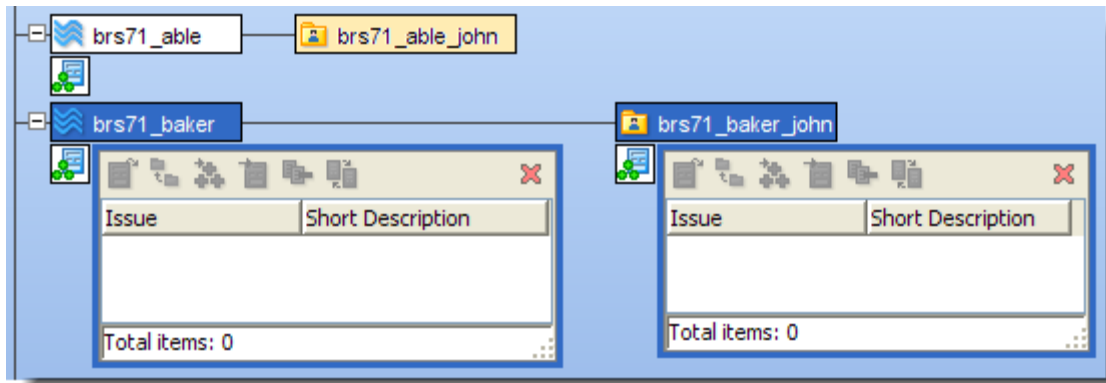 brs71_able brs71_able_john
brs71_baker brs71_baker_john
Issue Short Description Issue Short Description
Total items: 0 Total items: 0